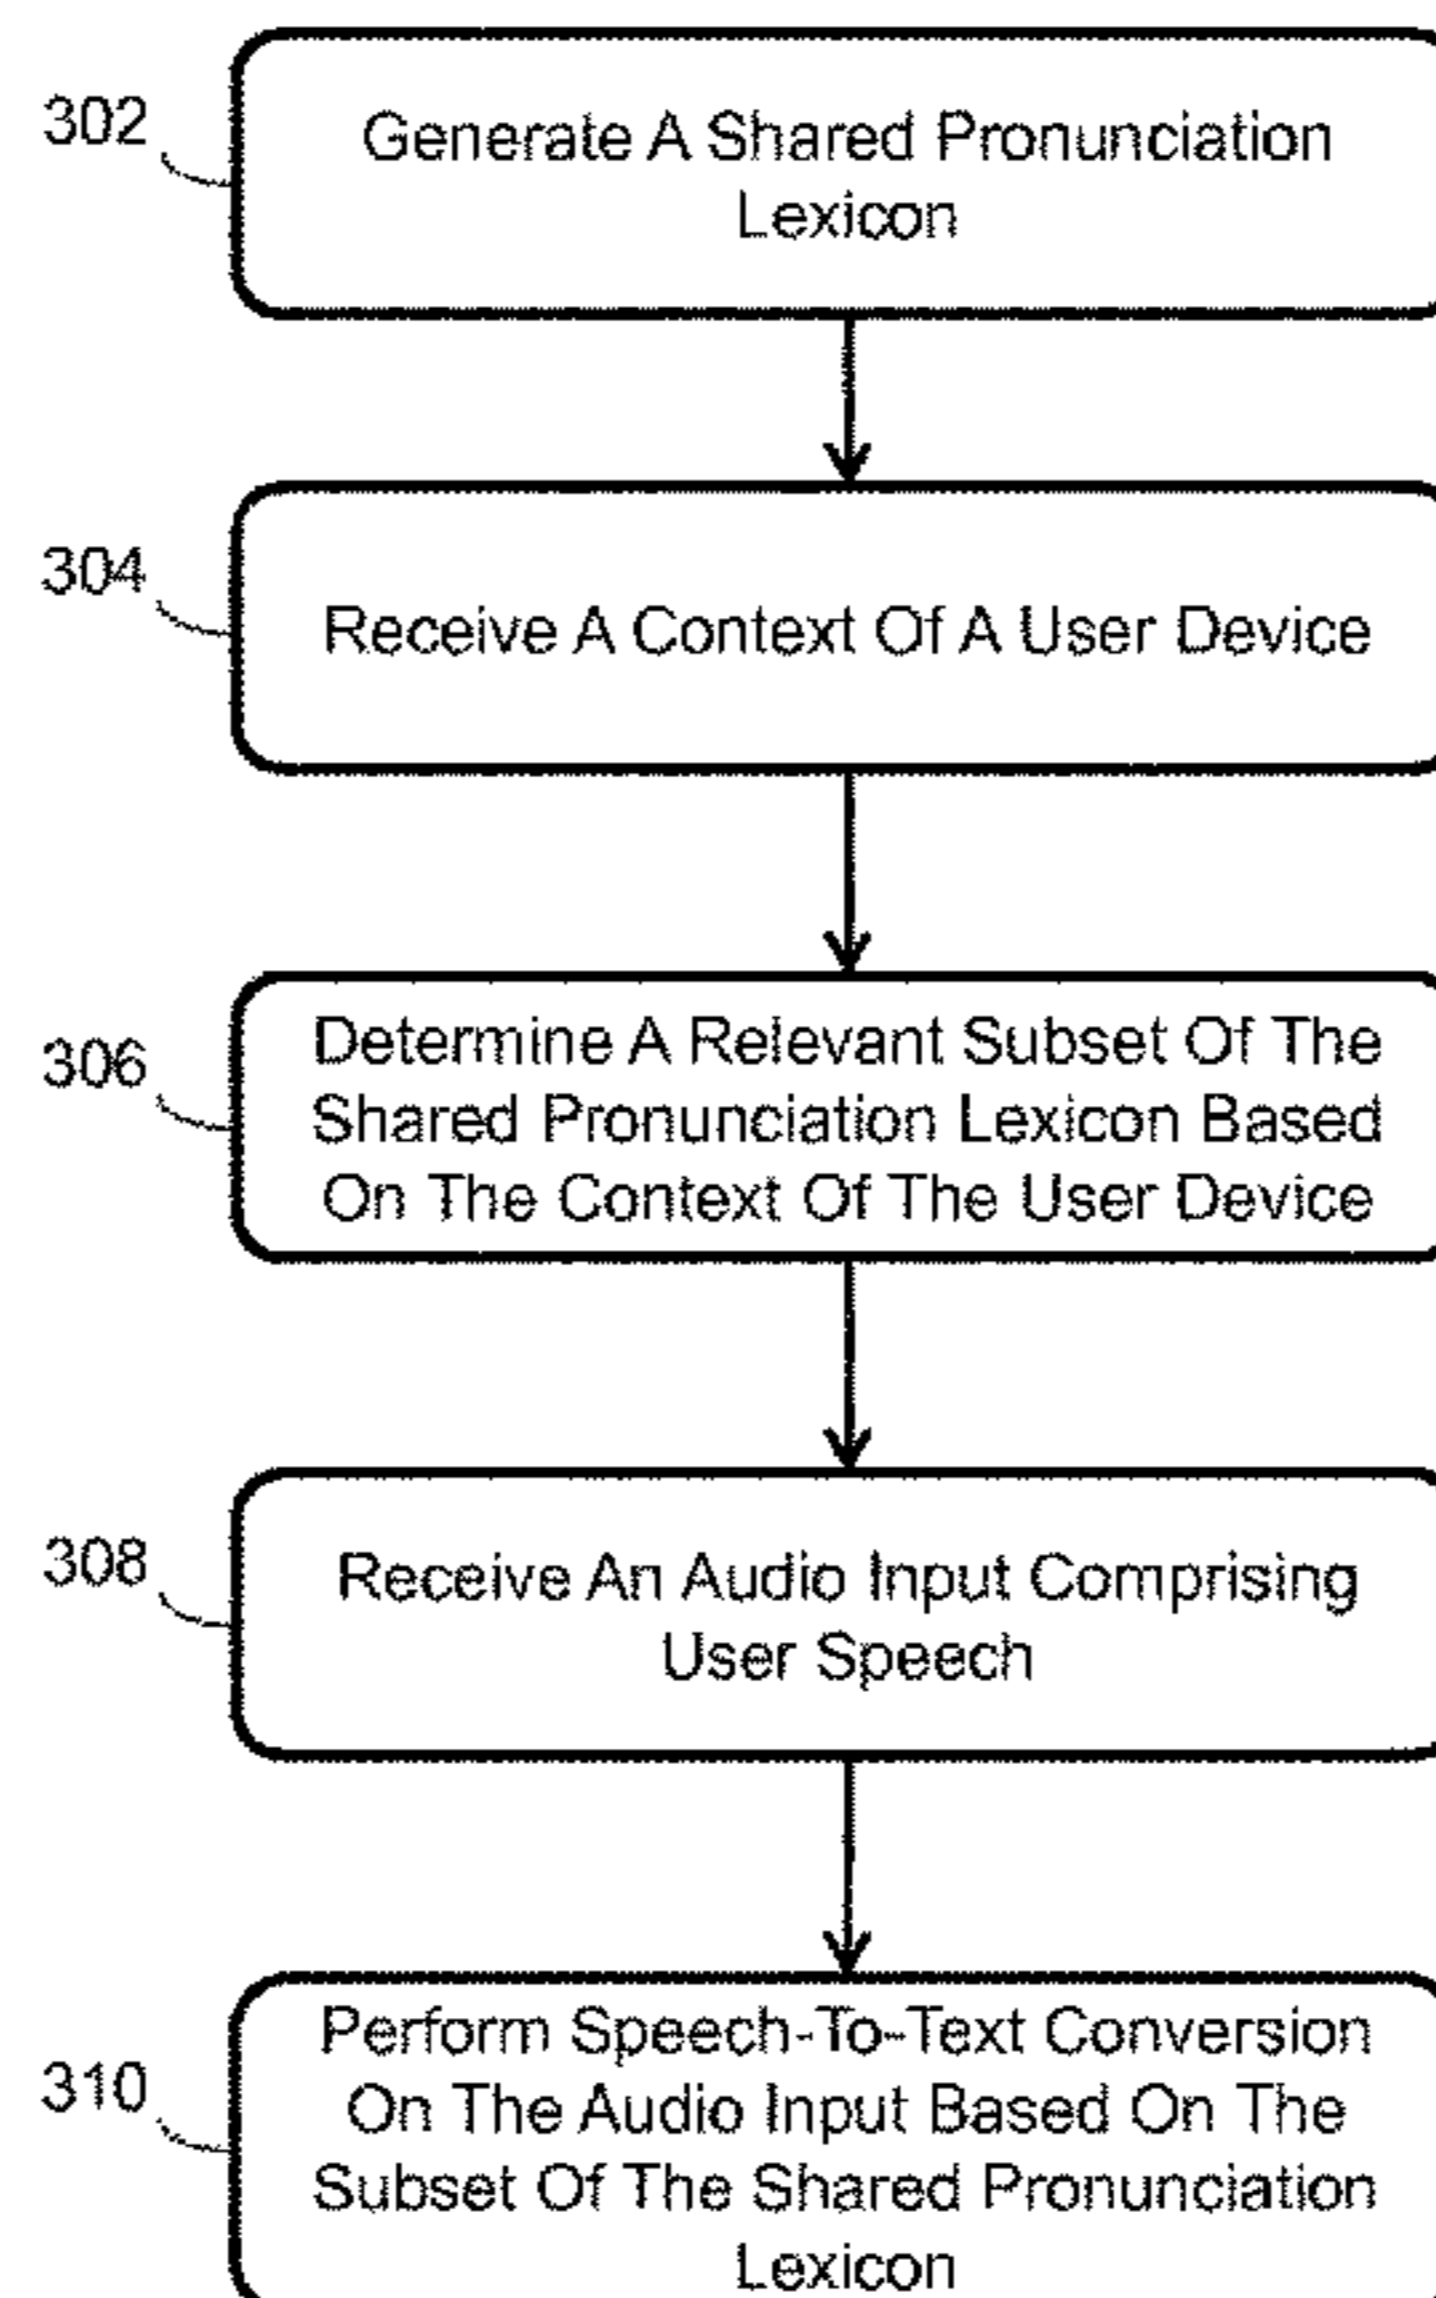 302
Generate A Shared Pronunciation
Lexicon
304
Receive A Context Of A User Device
306
Determine A Relevant Subset Of The
Shared Pronunciation Lexicon Based
On The Context Of The User Device
308
Receive An Audio Input Comprising
User Speech
310
Perform Speech-To-Text Conversion
On The Audio Input Based On The
Subset Of The Shared Pronunciation
Lexicon